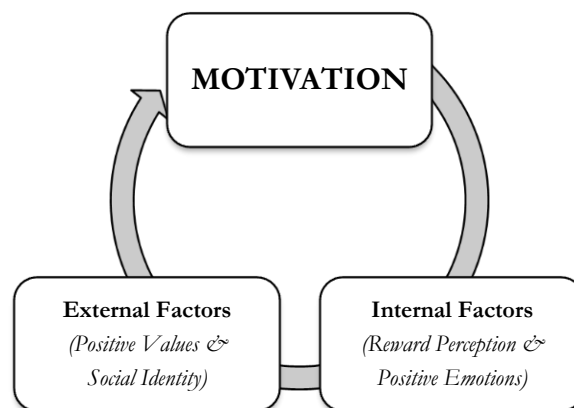 MOTIVATION
External Factors
(Positive Values &
Social Identity)
Internal Factors
(Reward Perception &
Positive Emotions)